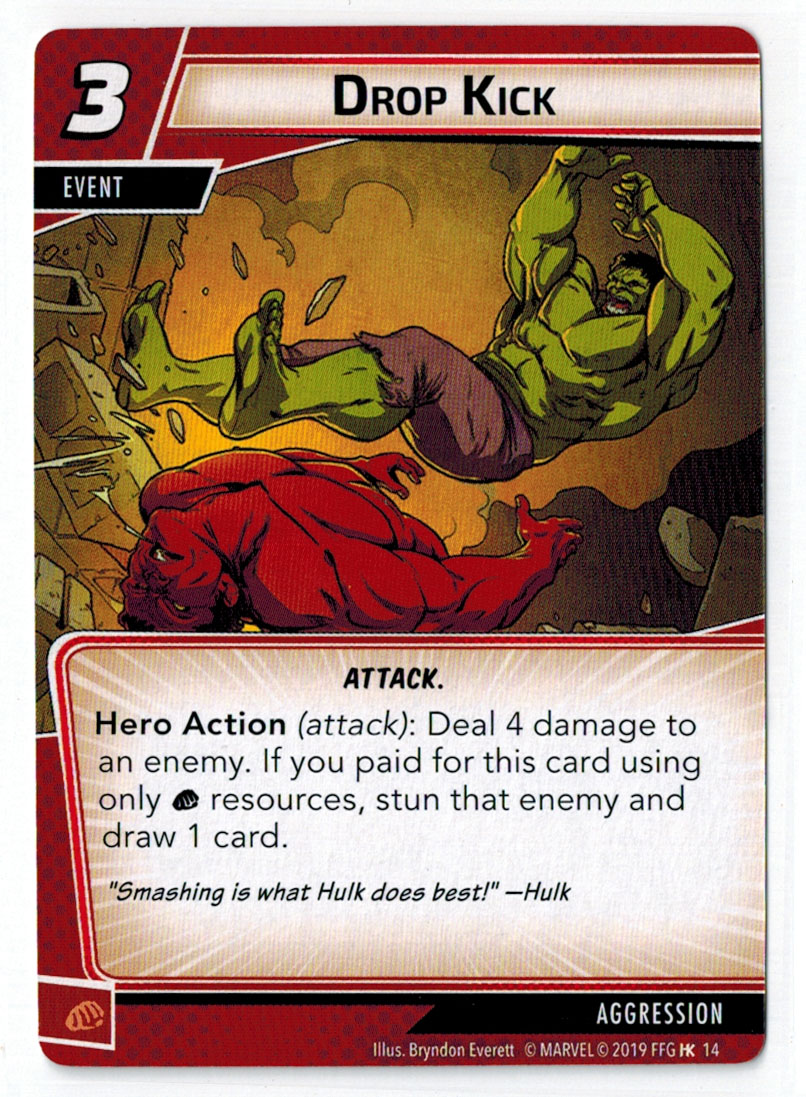 3
DROP KICK
EVENT
ATTACK.
Hero Action (attack): Deal 4 damage to
an enemy. If you paid for this card using
only resources, stun that enemy and
draw 1 card.
"Smashing is what Hulk does best!" —Hulk
AGGRESSION
Illus. Bryndon Everett © MARVEL © 2019 FFG HK 14